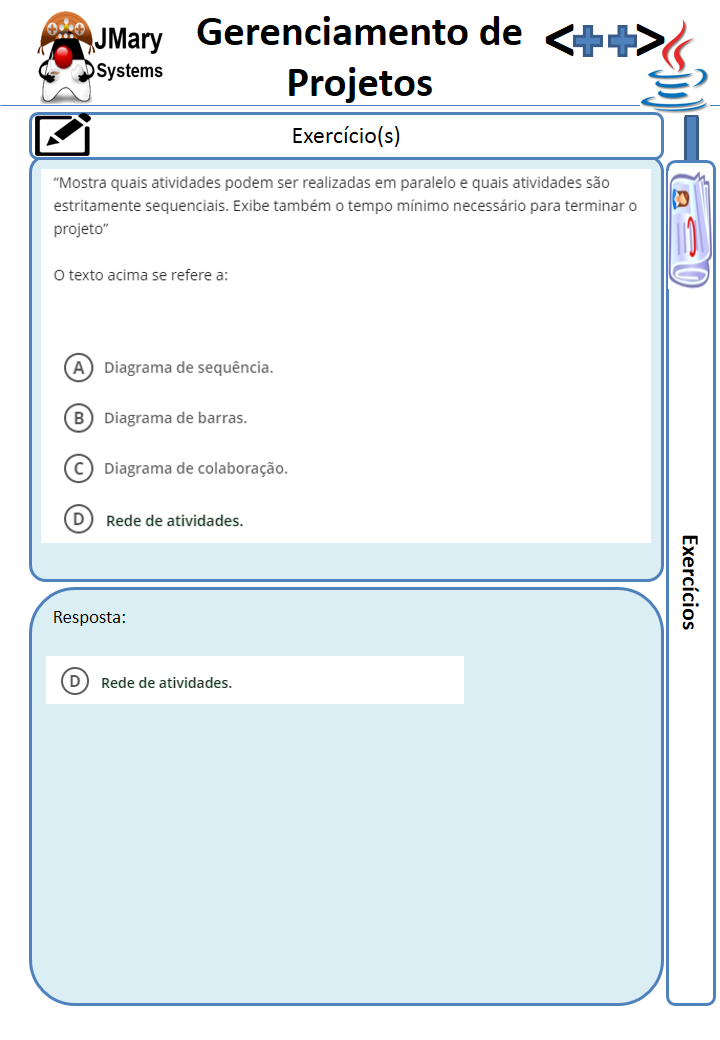 JMary
Systems
Gerenciamento de
Projetos
<++>
Exercício(s)
“Mostra quais atividades podem ser realizadas em paralelo e quais atividades são
estritamente sequenciais. Exibe também o tempo mínimo necessário para terminar o
projeto”
O texto acima se refere a:
A Diagrama de sequência.
B Diagrama de barras.
C Diagrama de colaboração.
D Rede de atividades.
Exercícios
Resposta:
D Rede de atividades.